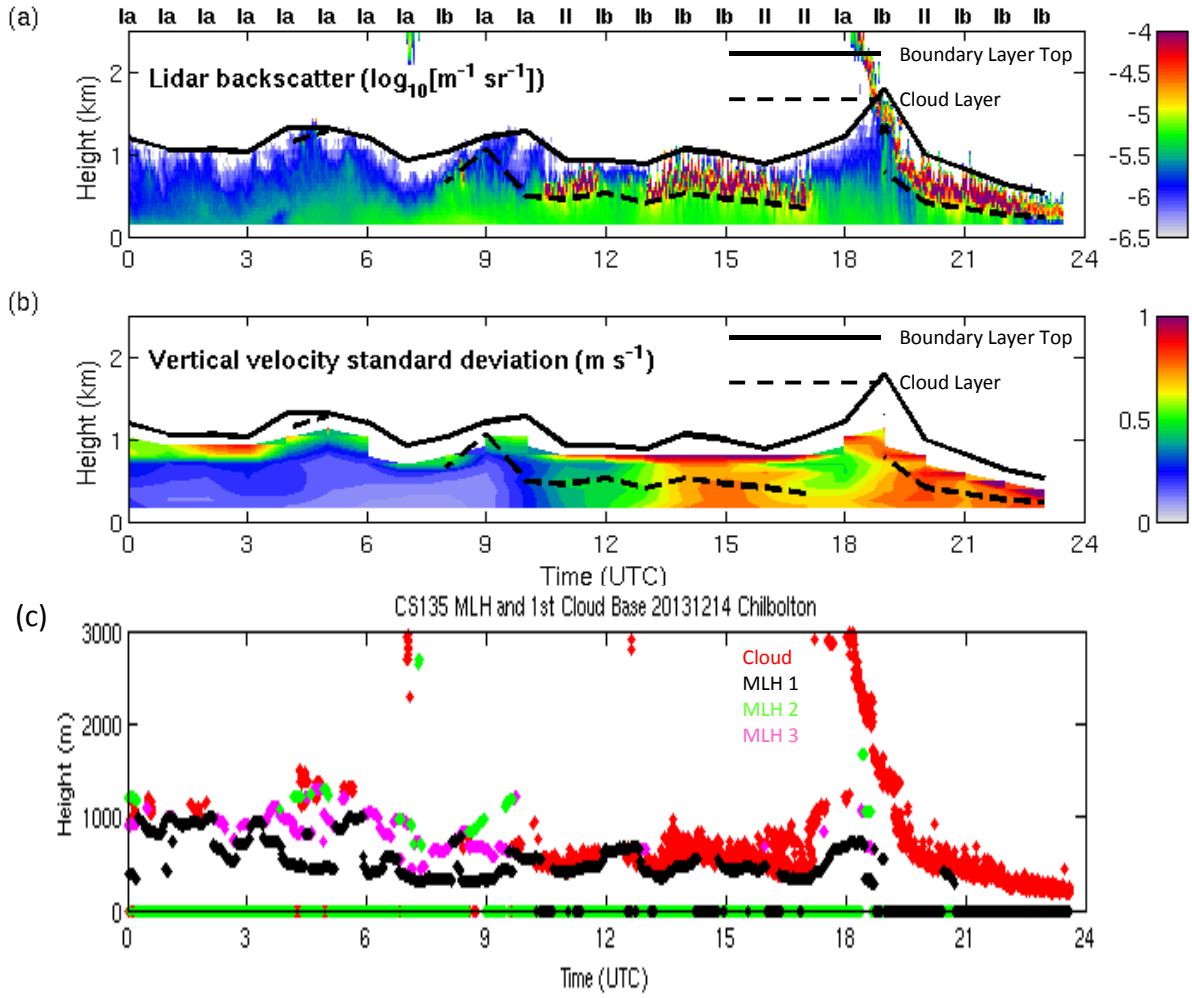 (a)
Ia Ia Ia Ia Ia Ia Ia Ia Ib Ia Ia II Ib Ib Ib Ib II II Ia Ib II Ib Ib Ib
Lidar backscatter (log10[m-1 sr-1])
Boundary Layer Top
Cloud Layer
Height (km)
2
1
0
0 3 6 9 12 15 18 21 24
-4
-4.5
-5
-5.5
-6
-6.5
(b)
Vertical velocity standard deviation (m s-1)
Boundary Layer Top
Cloud Layer
Height (km)
2
1
0
0 3 6 9 12 15 18 21 24
Time (UTC)
1
0.5
0
(c)
CS135 MLH and 1st Cloud Base 20131214 Chilbolton
Cloud
MLH 1
MLH 2
MLH 3
Height (m)
3000
2000
1000
0
0 3 6 9 12 15 18 21 24
Time (UTC)